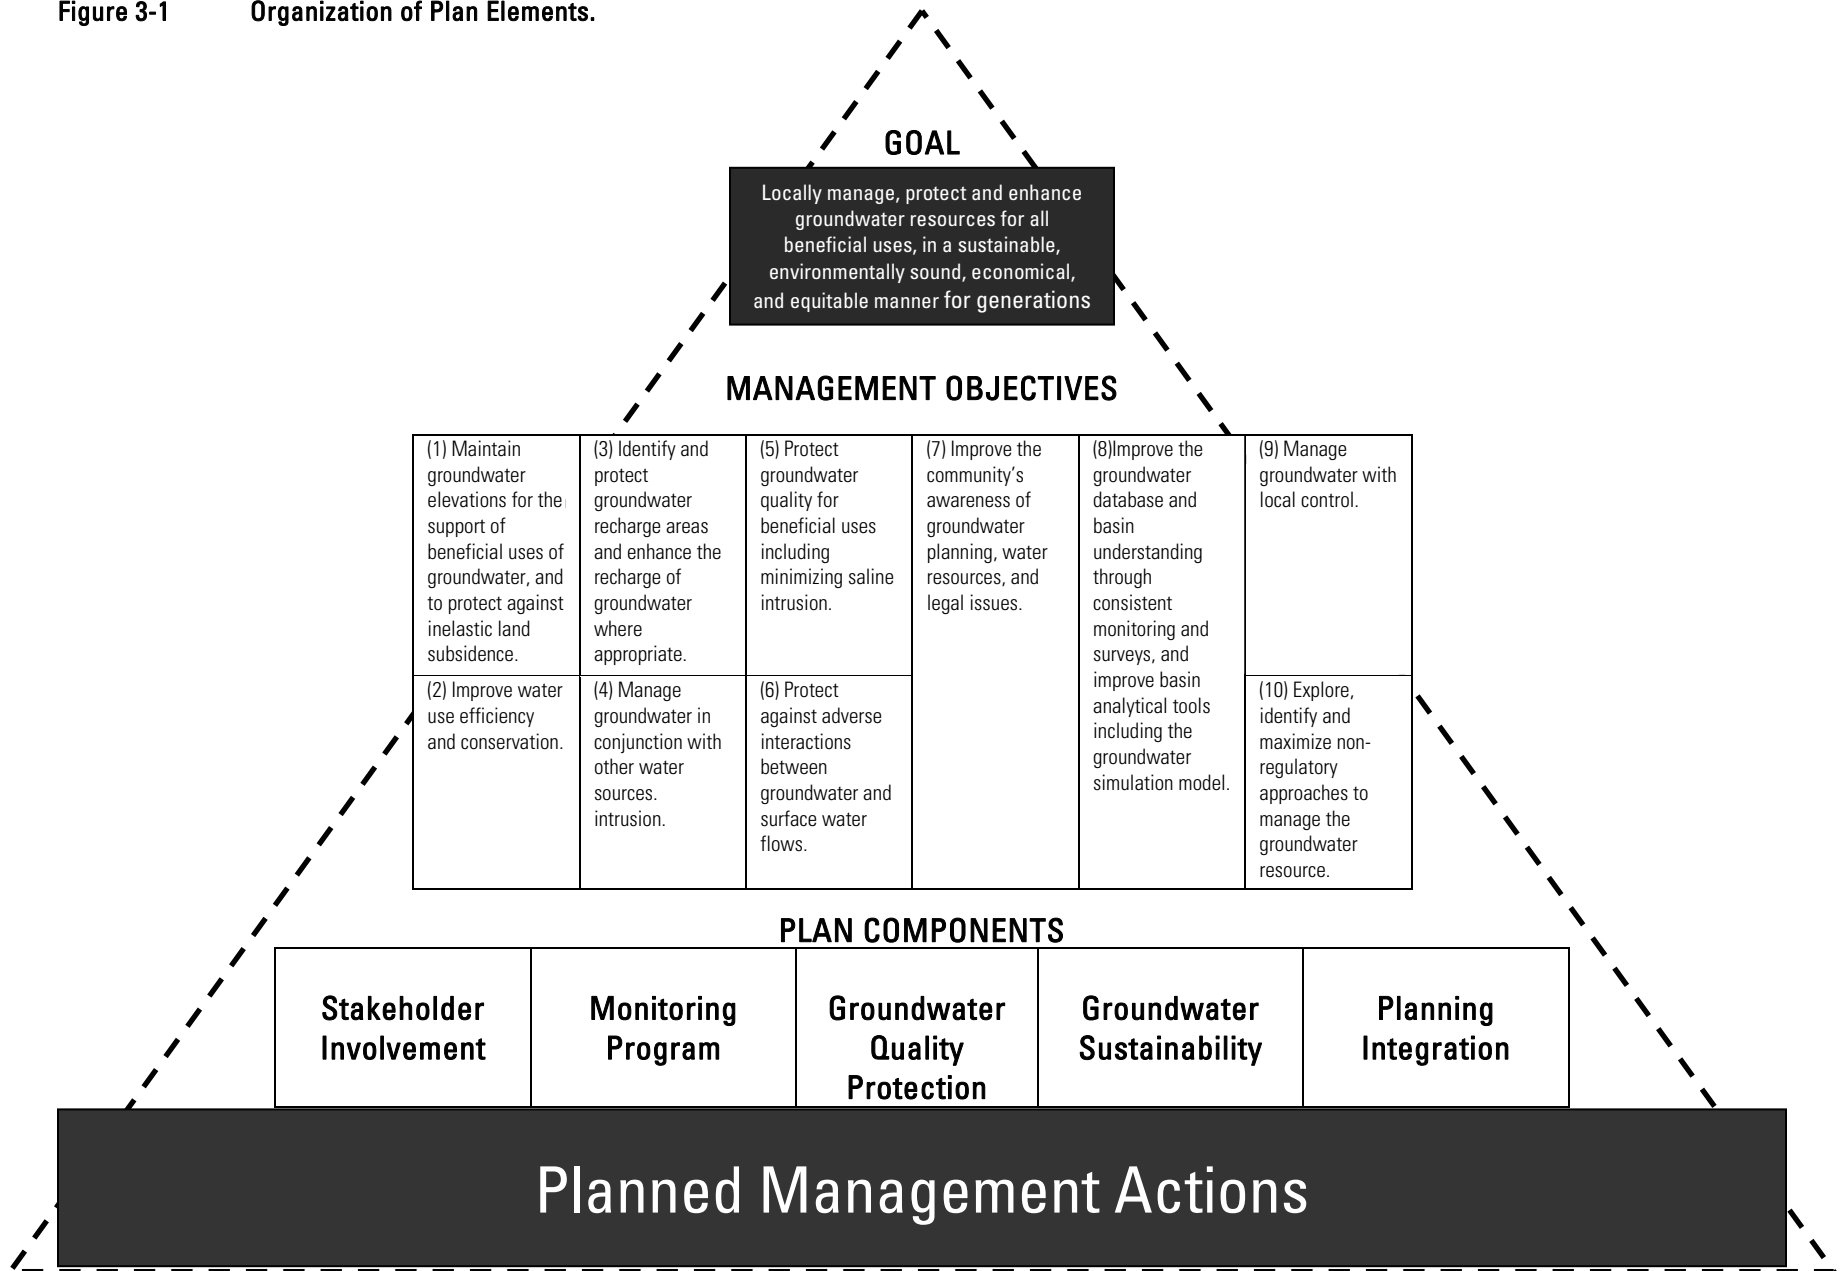 Figure 3-1 Organization of Plan Elements.
GOAL
Locally manage, protect and enhance
groundwater resources for all
beneficial uses, in a sustainable,
environmentally sound, economical,
and equitable manner for generations
MANAGEMENT OBJECTIVES
(1) Maintain
groundwater
elevations for the
support of
beneficial uses of
groundwater, and
to protect against
inelastic land
subsidence.
(2) Improve water
use efficiency
and conservation.
(3) Identify and
protect
groundwater
recharge areas
and enhance the
recharge of
groundwater
where
appropriate.
(4) Manage
groundwater in
conjunction with
other water
sources.
intrusion.
(5) Protect
groundwater
quality for
beneficial uses
including
minimizing saline
intrusion.
(6) Protect
against adverse
interactions
between
groundwater and
surface water
flows.
(7) Improve the
community's
awareness of
groundwater
planning, water
resources, and
legal issues.
(8)Improve the
groundwater
database and
basin
understanding
through
consistent
monitoring and
surveys, and
improve basin
analytical tools
including the
groundwater
simulation model.
(9) Manage
groundwater with
local control.
(10) Explore,
identify and
maximize non-
regulatory
approaches to
manage the
groundwater
resource.
PLAN COMPONENTS
Stakeholder
Involvement
Monitoring
Program
Groundwater
Quality
Protection
Groundwater
Sustainability
Planning
Integration
Planned Management Actions